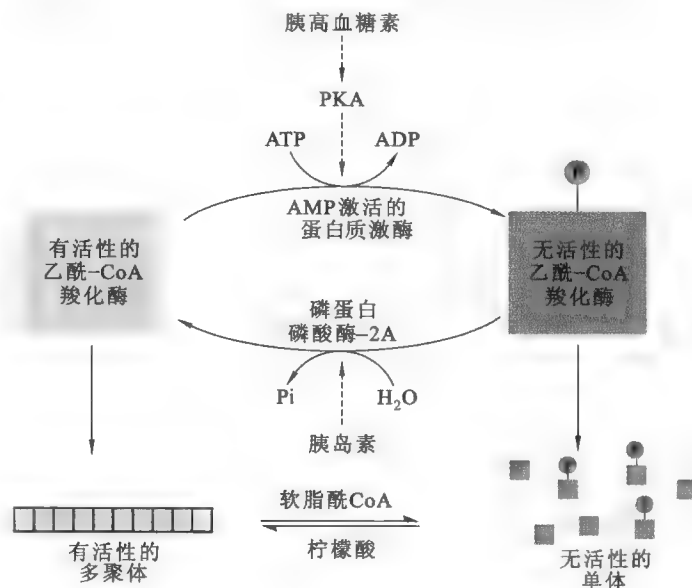 胰高血糖素
PKA
ATP
ADP
AMP激活的
蛋白质激酶
有活性的
乙酰-CoA
羧化酶
无活性的
乙酰-CoA
羧化酶
磷蛋白
磷酸酶-2A
Pi
H₂O
胰岛素
软脂酰CoA
柠檬酸
有活性的
多聚体
无活性的
单体